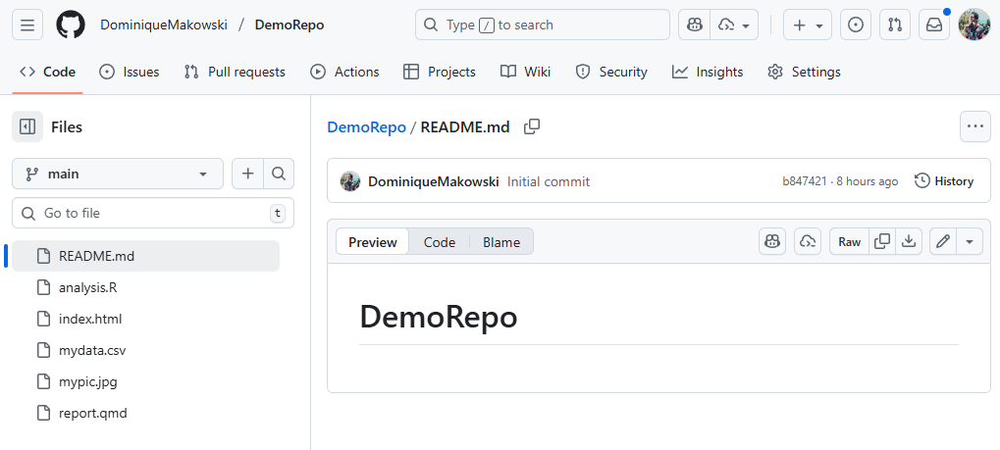 DominiqueMakowski / DemoRepo
Type / to search
Code Issues Pull requests Actions Projects Wiki Security Insights Settings
Files
main
Go to file t
README.md
analysis.R
index.html
mydata.csv
mypic.jpg
report.qmd
DemoRepo / README.md
DominiqueMakowski Initial commit b847421 · 8 hours ago History
Preview Code Blame Raw
DemoRepo